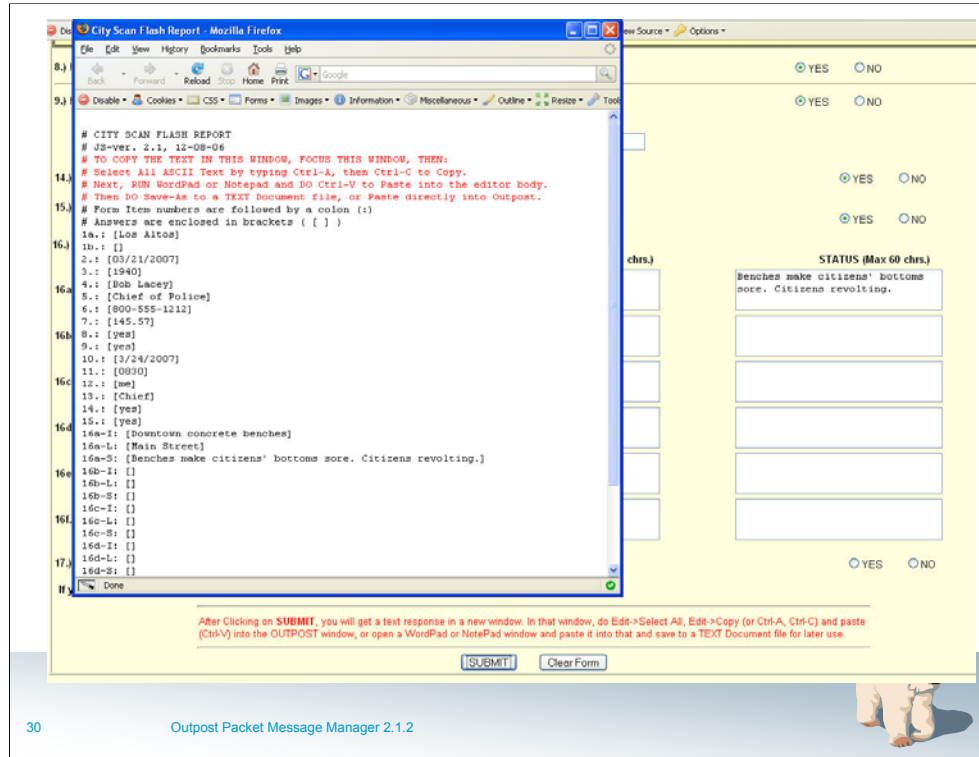 Dis
City Scan Flash Report - Mozilla Firefox
ew Source
Options
File Edit View History Bookmarks Tools Help
Back Forward Reload Stop Home Print
Google
Disable Cookies CSS Forms Images Information Miscellaneous Outline Resize Tool
8.)
YES NO
9.)
YES NO
# CITY SCAN FLASH REPORT
# JS-ver. 2.1, 12-08-06
# TO COPY THE TEXT IN THIS WINDOW, FOCUS THIS WINDOW, THEN:
# Select All ASCII Text by typing Ctrl-A, then Ctrl-C to Copy.
# Next, RUN WordPad or Notepad and DO Ctrl-V to Paste into the editor body.
# Then DO Save-As to a TEXT Document file, or Paste directly into Outpost.
# Form Item numbers are followed by a colon (:)
# Answers are enclosed in brackets ( [ ] )
1a.: [Los Altos]
1b.: []
2.: [03/21/2007]
3.: [1940]
4.: [Bob Lacey]
5.: [Chief of Police]
6.: [800-555-1212]
7.: [145.57]
8.: [yes]
9.: [yes]
10.: [3/24/2007]
11.: [0830]
12.: [me]
13.: [Chief]
14.: [yes]
15.: [yes]
16a-I: [Downtown concrete benches]
16a-L: [Main Street]
16a-S: [Benches make citizens' bottoms sore. Citizens revolting.]
16b-I: []
16b-L: []
16b-S: []
16c-I: []
16c-L: []
16c-S: []
16d-I: []
16d-L: []
16d-S: []
Done
14.)
YES NO
15.)
YES NO
16.)
chrs.)
STATUS (Max 60 chrs.)
16a
Benches make citizens' bottoms
sore. Citizens revolting.
16b
16c
16d
16e
16f.
17.)
YES NO
If y
After Clicking on SUBMIT, you will get a text response in a new window. In that window, do Edit->Select All, Edit->Copy (or Ctrl-A, Ctrl-C) and paste
(Ctrl-V) into the OUTPOST window, or open a WordPad or NotePad window and paste it into that and save to a TEXT Document file for later use.
SUBMIT
Clear Form
30
Outpost Packet Message Manager 2.1.2